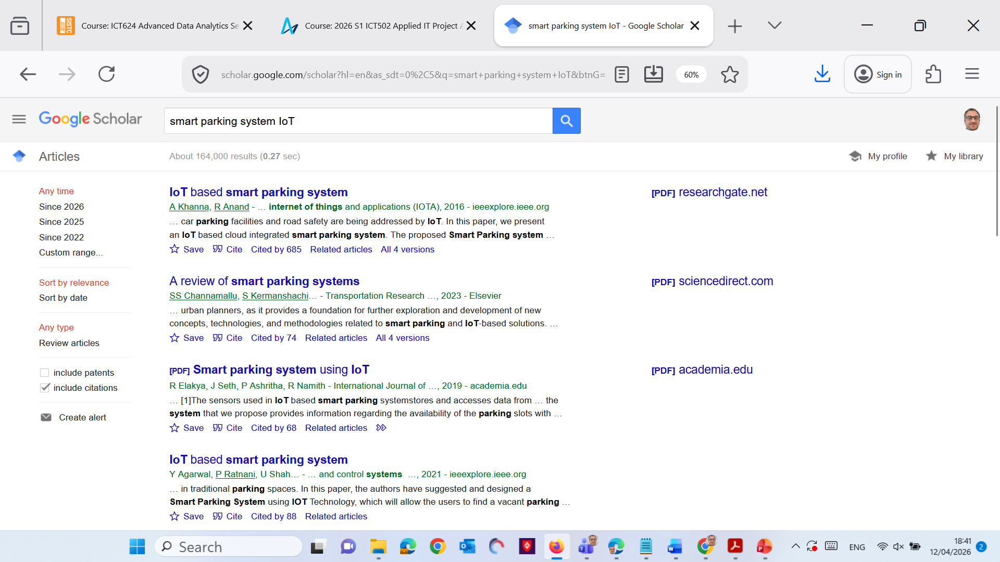 Course: ICT624 Advanced Data Analytics Se
Course: 2026 S1 ICT502 Applied IT Project
smart parking system IoT - Google Scholar
scholar.google.com/scholar?hl=en&as_sdt=0%2C5&q=smart+parking+system+IoT&btnG=
60%
Sign in
Google Scholar
smart parking system IoT
Articles
About 164,000 results (0.27 sec)
My profile
My library
Any time
Since 2026
Since 2025
Since 2022
Custom range...
Sort by relevance
Sort by date
Any type
Review articles
include patents
include citations
Create alert
IoT based smart parking system
[PDF] researchgate.net
A Khanna, R Anand - … internet of things and applications (IOTA), 2016 - ieeexplore.ieee.org
… car parking facilities and road safety are being addressed by IoT. In this paper, we present
an IoT based cloud integrated smart parking system. The proposed Smart Parking system …
Save Cite Cited by 685 Related articles All 4 versions
A review of smart parking systems
[PDF] sciencedirect.com
SS Channamallu, S Kermanshachi… - Transportation Research …, 2023 - Elsevier
… urban planners, as it provides a foundation for further exploration and development of new
concepts, technologies, and methodologies related to smart parking and IoT-based solutions. …
Save Cite Cited by 74 Related articles All 4 versions
[PDF] Smart parking system using IoT
[PDF] academia.edu
R Elakya, J Seth, P Ashritha, R Namith - International Journal of …, 2019 - academia.edu
… [1]The sensors used in IoT based smart parking systemstores and accesses data from … the
system that we propose provides information regarding the availability of the parking slots with …
Save Cite Cited by 68 Related articles
IoT based smart parking system
Y Agarwal, P Ratnani, U Shah… - … and control systems …, 2021 - ieeexplore.ieee.org
… in traditional parking spaces. In this paper, the authors have suggested and designed a
Smart Parking System using IOT Technology, which will allow the users to find a vacant parking …
Save Cite Cited by 88 Related articles
Search
ENG
18:41
12/04/2026
2